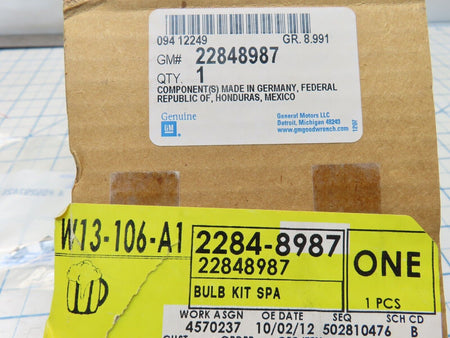 094 12249 GR. 8.991
GM# 22848987
QTY. 1
COMPONENT(S) MADE IN GERMANY, FEDERAL
REPUBLIC OF, HONDURAS, MEXICO
Genuine
GM
General Motors LLC
Detroit, Michigan 48265
www.gmgoodwrench.com
1207
W13-106-A1
2284-8987
22848987
BULB KIT SPA
ONE
1 PCS
WORK ASGN OE DATE SEQ SCH CD
4570237 10/02/12 502810476 B